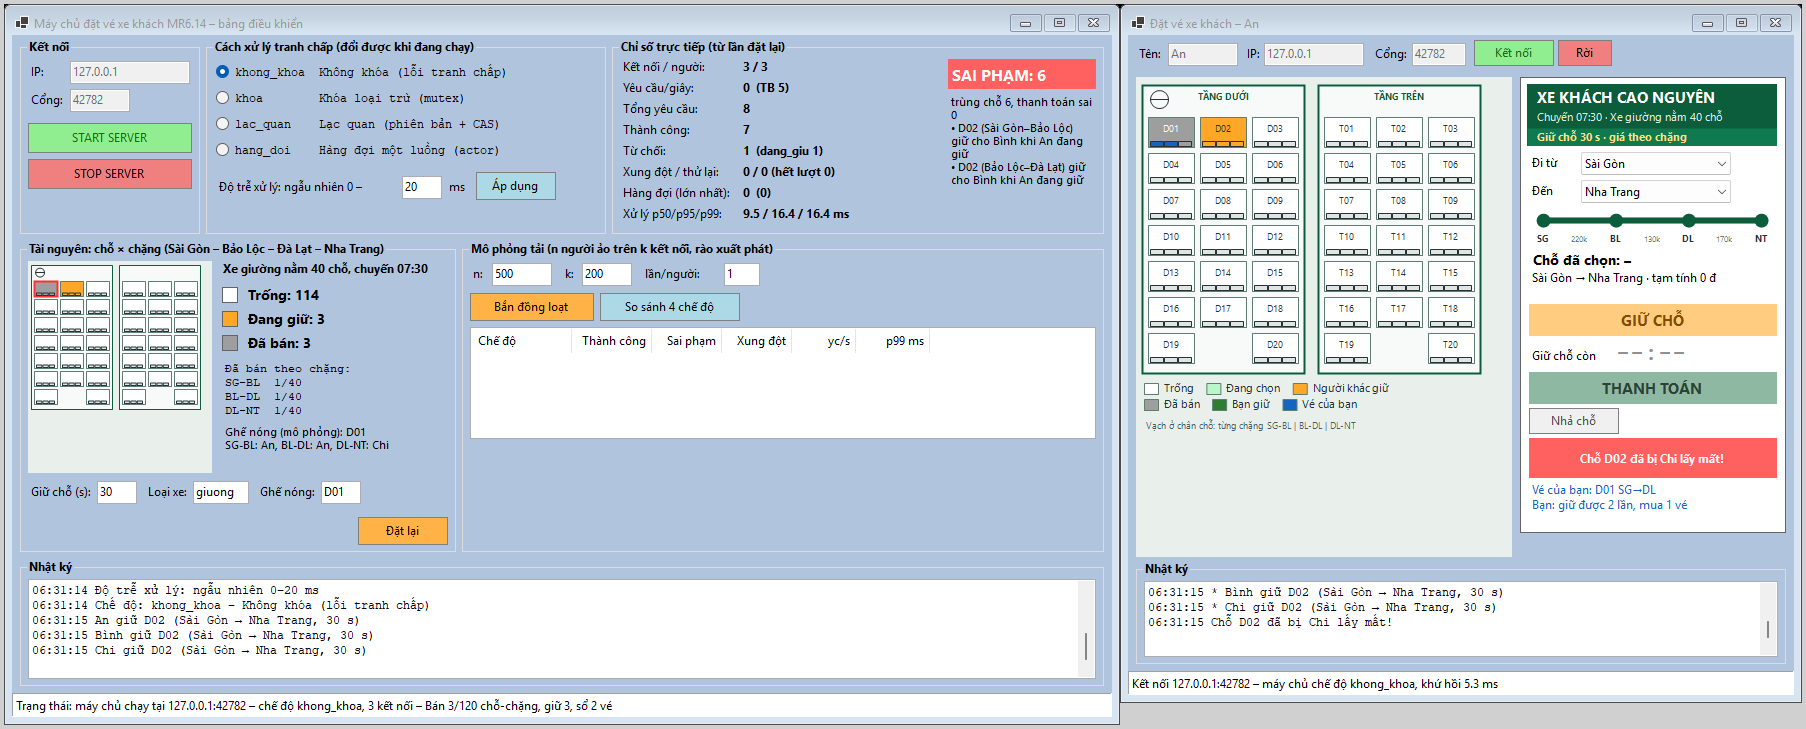 Máy chủ đặt vé xe khách MR6.14 – bảng điều khiển
Kết nối
IP: 127.0.0.1
Cổng: 42782
START SERVER
STOP SERVER
Cách xử lý tranh chấp (đổi được khi đang chạy)
khong_khoa Không khóa (lỗi tranh chấp)
khoa Khóa loại trừ (mutex)
lac_quan Lạc quan (phiên bản + CAS)
hang_doi Hàng đợi một luồng (actor)
Độ trễ xử lý: ngẫu nhiên 0 – 20 ms Áp dụng
Chỉ số trực tiếp (từ lần đặt lại)
Kết nối / người: 3 / 3
Yêu cầu/giây: 0 (TB 5)
Tổng yêu cầu: 8
Thành công: 7
Từ chối: 1 (dang_giu 1)
Xung đột / thử lại: 0 / 0 (hết lượt 0)
Hàng đợi (lớn nhất): 0 (0)
Xử lý p50/p95/p99: 9.5 / 16.4 / 16.4 ms
SAI PHẠM: 6
trùng chỗ 6, thanh toán sai
0
• D02 (Sài Gòn–Bảo Lộc)
giữ cho Bình khi An đang
giữ
• D02 (Bảo Lộc–Đà Lạt) giữ
cho Bình khi An đang giữ
Tài nguyên: chỗ × chặng (Sài Gòn – Bảo Lộc – Đà Lạt – Nha Trang)
Xe giường nằm 40 chỗ, chuyến 07:30
Trống: 114
Đang giữ: 3
Đã bán: 3
Đã bán theo chặng:
SG-BL 1/40
BL-DL 1/40
DL-NT 1/40
Ghế nóng (mô phỏng): D01
SG-BL: An, BL-DL: An, DL-NT: Chi
Giữ chỗ (s): 30 Loại xe: giuong Ghế nóng: D01
Đặt lại
Mô phỏng tải (n người ảo trên k kết nối, rào xuất phát)
n: 500 k: 200 lần/người: 1
Bắn đồng loạt So sánh 4 chế độ
Chế độ Thành công Sai phạm Xung đột yc/s p99 ms
Nhật ký
06:31:14 Độ trễ xử lý: ngẫu nhiên 0–20 ms
06:31:14 Chế độ: khong_khoa – Không khóa (lỗi tranh chấp)
06:31:15 An giữ D02 (Sài Gòn → Nha Trang, 30 s)
06:31:15 Bình giữ D02 (Sài Gòn → Nha Trang, 30 s)
06:31:15 Chi giữ D02 (Sài Gòn → Nha Trang, 30 s)
Trạng thái: máy chủ chạy tại 127.0.0.1:42782 – chế độ khong_khoa, 3 kết nối – Bán 3/120 chỗ-chặng, giữ 3, sổ 2 vé
Đặt vé xe khách – An
Tên: An IP: 127.0.0.1 Cổng: 42782 Kết nối Rời
TẦNG DƯỚI
D01 D02 D03
D04 D05 D06
D07 D08 D09
D10 D11 D12
D13 D14 D15
D16 D17 D18
D19 D20
TẦNG TRÊN
T01 T02 T03
T04 T05 T06
T07 T08 T09
T10 T11 T12
T13 T14 T15
T16 T17 T18
T19 T20
Trống Đang chọn Người khác giữ
Đã bán Bạn giữ Vé của bạn
Vạch ở chân chỗ: từng chặng SG-BL | BL-DL | DL-NT
XE KHÁCH CAO NGUYÊN
Chuyến 07:30 · Xe giường nằm 40 chỗ
Giữ chỗ 30 s · giá theo chặng
Đi từ Sài Gòn
Đến Nha Trang
SG 220k BL 130k DL 170k NT
Chỗ đã chọn: –
Sài Gòn → Nha Trang · tạm tính 0 đ
GIỮ CHỖ
Giữ chỗ còn --:--
THANH TOÁN
Nhả chỗ
Chỗ D02 đã bị Chi lấy mất!
Vé của bạn: D01 SG→DL
Bạn: giữ được 2 lần, mua 1 vé
Nhật ký
06:31:15 * Bình giữ D02 (Sài Gòn → Nha Trang, 30 s)
06:31:15 * Chi giữ D02 (Sài Gòn → Nha Trang, 30 s)
06:31:15 Chỗ D02 đã bị Chi lấy mất!
Kết nối 127.0.0.1:42782 – máy chủ chế độ khong_khoa, khứ hồi 5.3 ms